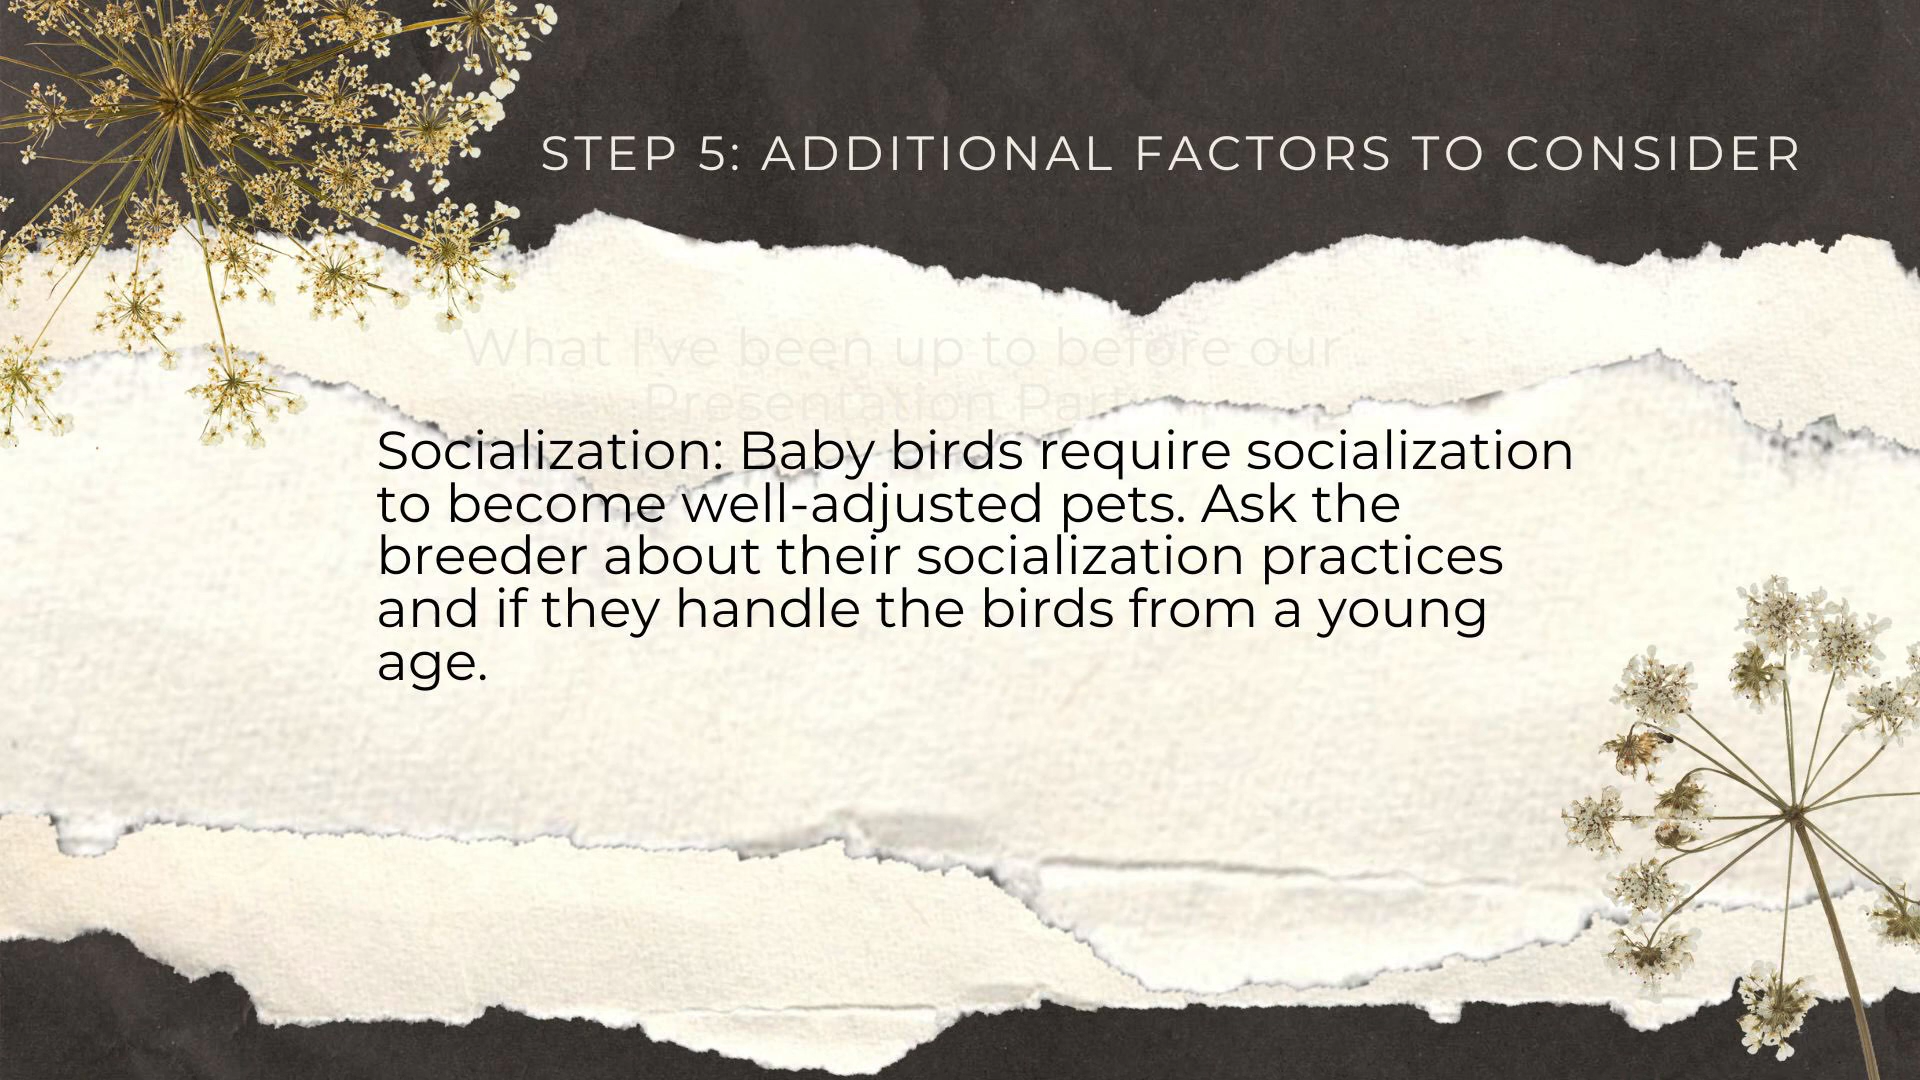 STEP 5: ADDITIONAL FACTORS TO CONSIDER
What I've been up to before our
Presentation Part
Socialization: Baby birds require socialization
to become well-adjusted pets. Ask the
breeder about their socialization practices
and if they handle the birds from a young
age.